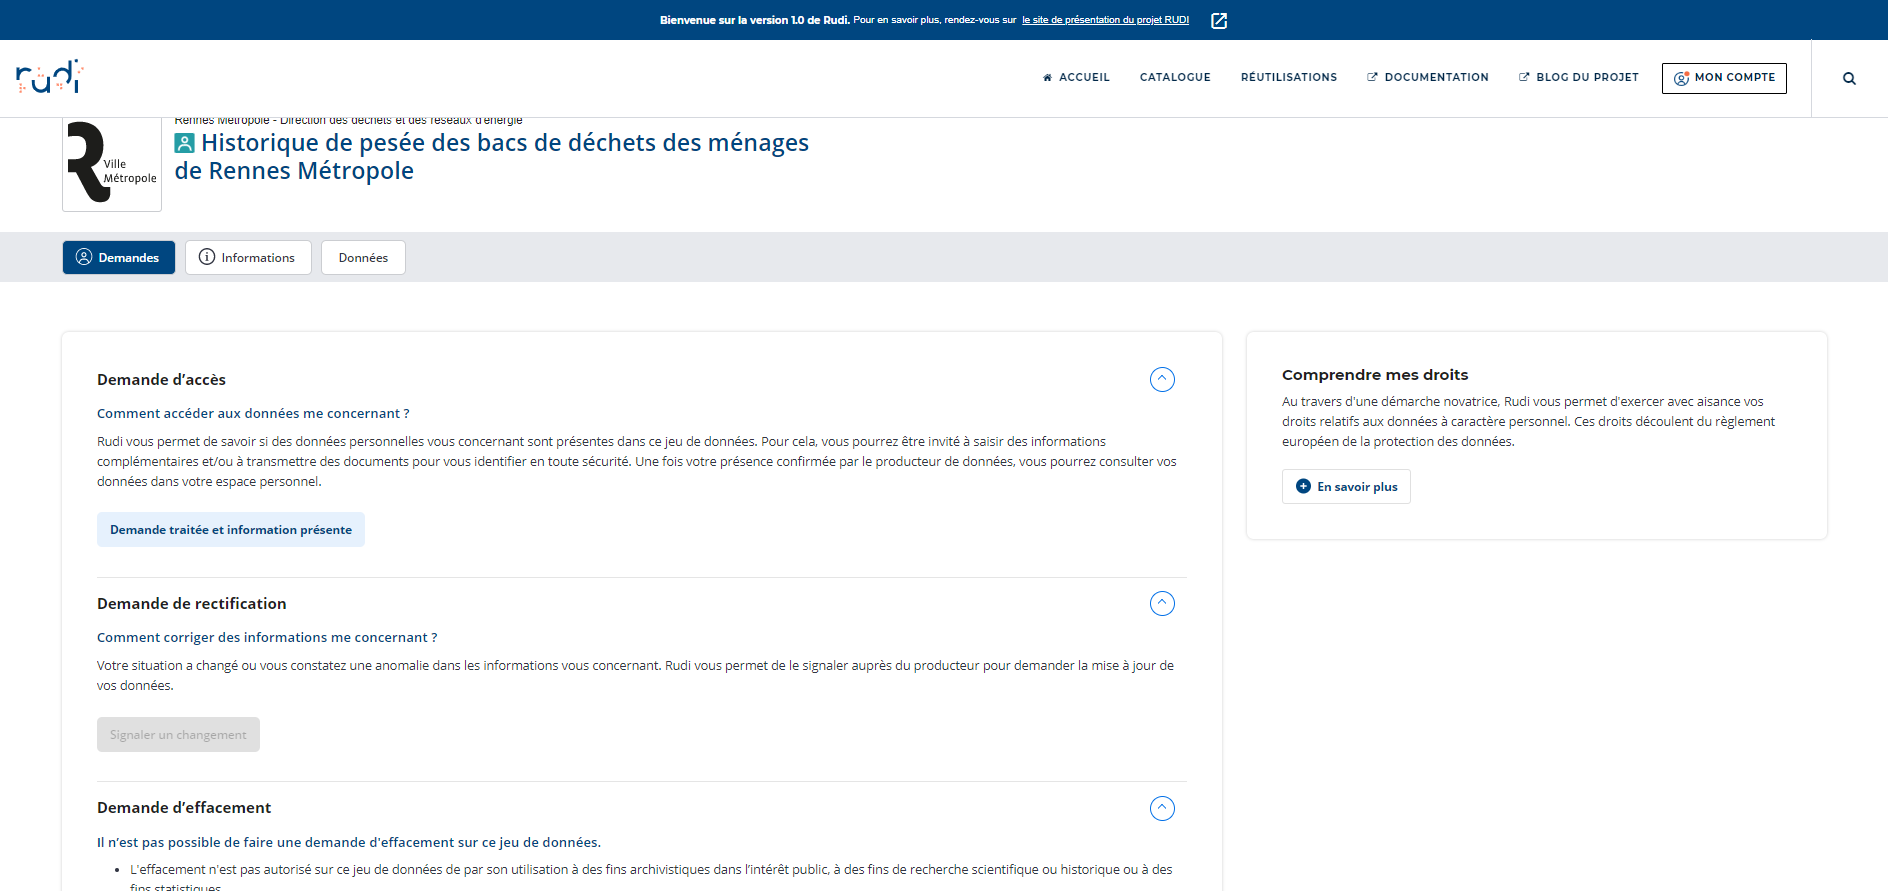 Bienvenue sur la version 1.0 de Rudi. Pour en savoir plus, rendez-vous sur le site de présentation du projet RUDI
rudi
ACCUEIL CATALOGUE RÉUTILISATIONS DOCUMENTATION BLOG DU PROJET MON COMPTE
Rennes Métropole - Direction des déchets et des réseaux d'énergie
Ville
Métropole
Historique de pesée des bacs de déchets des ménages
de Rennes Métropole
Demandes Informations Données
Demande d’accès
Comment accéder aux données me concernant ?
Rudi vous permet de savoir si des données personnelles vous concernant sont présentes dans ce jeu de données. Pour cela, vous pourrez être invité à saisir des informations
complémentaires et/ou à transmettre des documents pour vous identifier en toute sécurité. Une fois votre présence confirmée par le producteur de données, vous pourrez consulter vos
données dans votre espace personnel.
Demande traitée et information présente
Demande de rectification
Comment corriger des informations me concernant ?
Votre situation a changé ou vous constatez une anomalie dans les informations vous concernant. Rudi vous permet de le signaler auprès du producteur pour demander la mise à jour de
vos données.
Signaler un changement
Demande d’effacement
Il n’est pas possible de faire une demande d'effacement sur ce jeu de données.
L'effacement n'est pas autorisé sur ce jeu de données de par son utilisation à des fins archivistiques dans l’intérêt public, à des fins de recherche scientifique ou historique ou à des
fins statistiques
Comprendre mes droits
Au travers d'une démarche novatrice, Rudi vous permet d'exercer avec aisance vos
droits relatifs aux données à caractère personnel. Ces droits découlent du règlement
européen de la protection des données.
En savoir plus